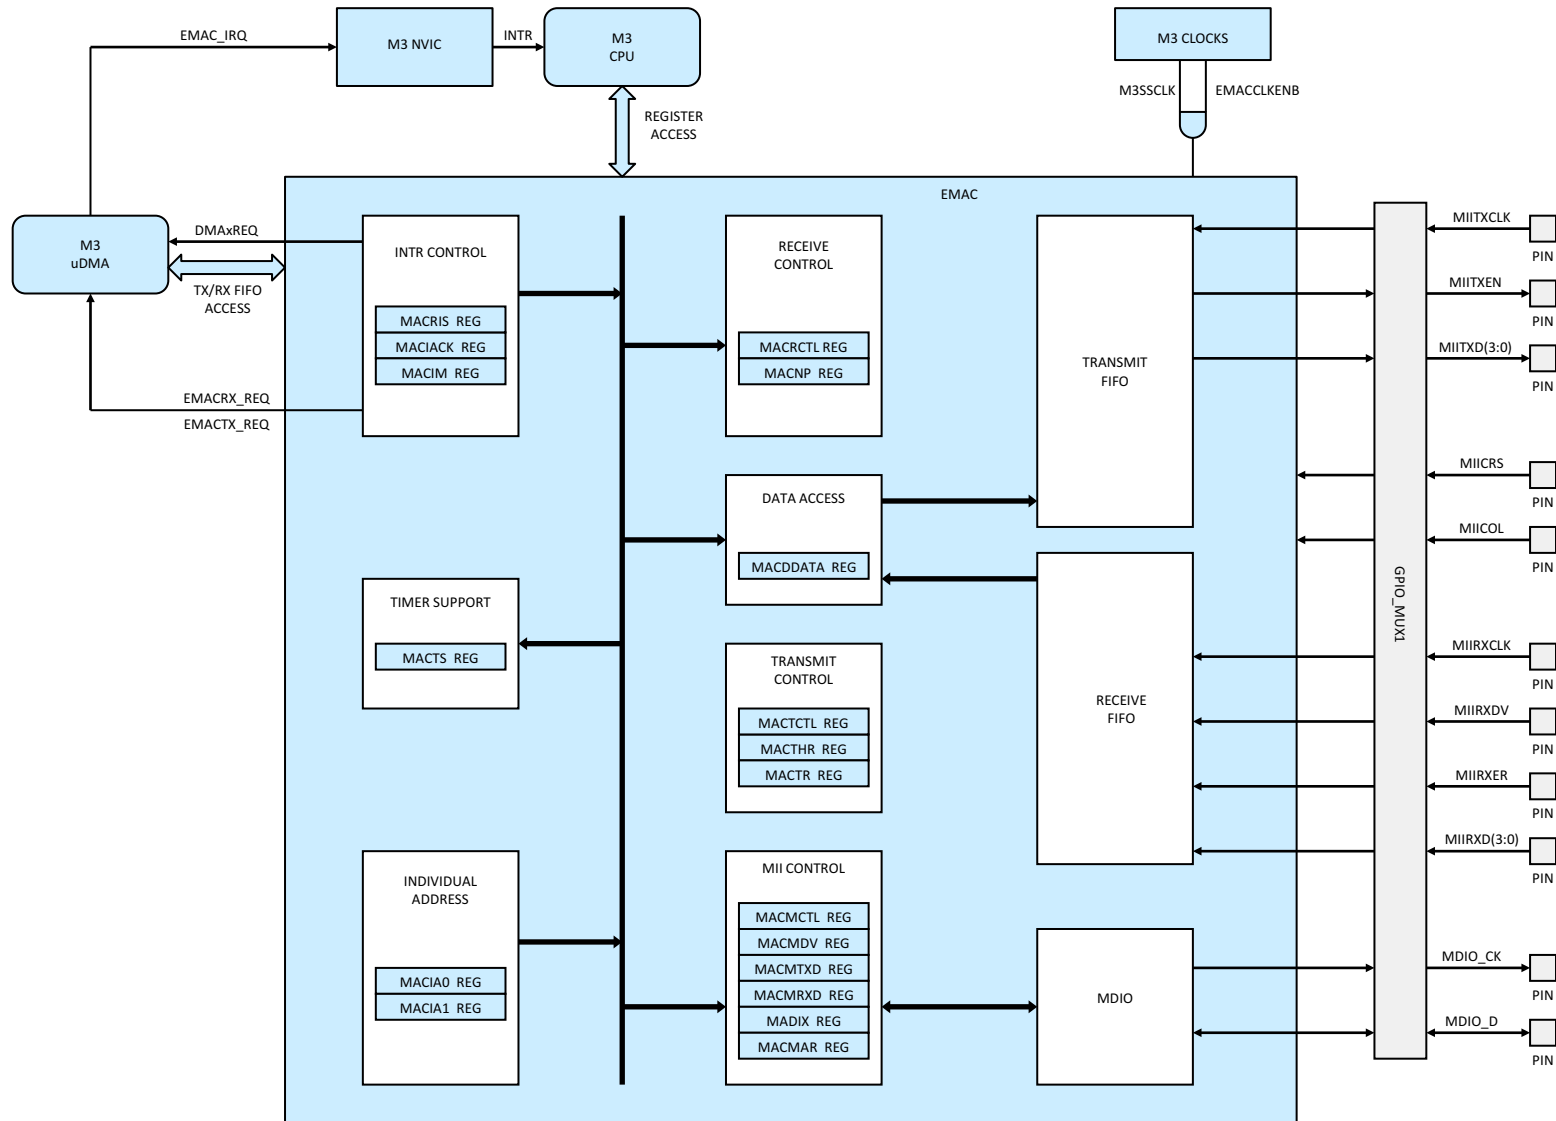 EMAC_IRQ
M3 NVIC
INTR
M3
CPU
M3 CLOCKS
M3SSCLK
EMACCLKENB
REGISTER
ACCESS
EMAC
M3
uDMA
DMAxREQ
TX/RX FIFO
ACCESS
EMACRX_REQ
EMACTX_REQ
INTR CONTROL
MACRIS REG
MACIACK REG
MACIM REG
TIMER SUPPORT
MACTS REG
INDIVIDUAL
ADDRESS
MACIA0 REG
MACIA1 REG
RECEIVE
CONTROL
MACRCTL REG
MACNP REG
DATA ACCESS
MACDDATA REG
TRANSMIT
CONTROL
MACTCTL REG
MACTHR REG
MACTR REG
MII CONTROL
MACMCTL REG
MACMDV REG
MACMTXD REG
MACMRXD REG
MADIX REG
MACMAR REG
TRANSMIT
FIFO
RECEIVE
FIFO
MDIO
GPIO_MUX1
MIITXCLK
PIN
MIITXEN
PIN
MIITXD(3:0)
PIN
MIICRS
PIN
MIICOL
PIN
MIIRXCLK
PIN
MIIRXDV
PIN
MIIRXER
PIN
MIIRXD(3:0)
PIN
MDIO_CK
PIN
MDIO_D
PIN